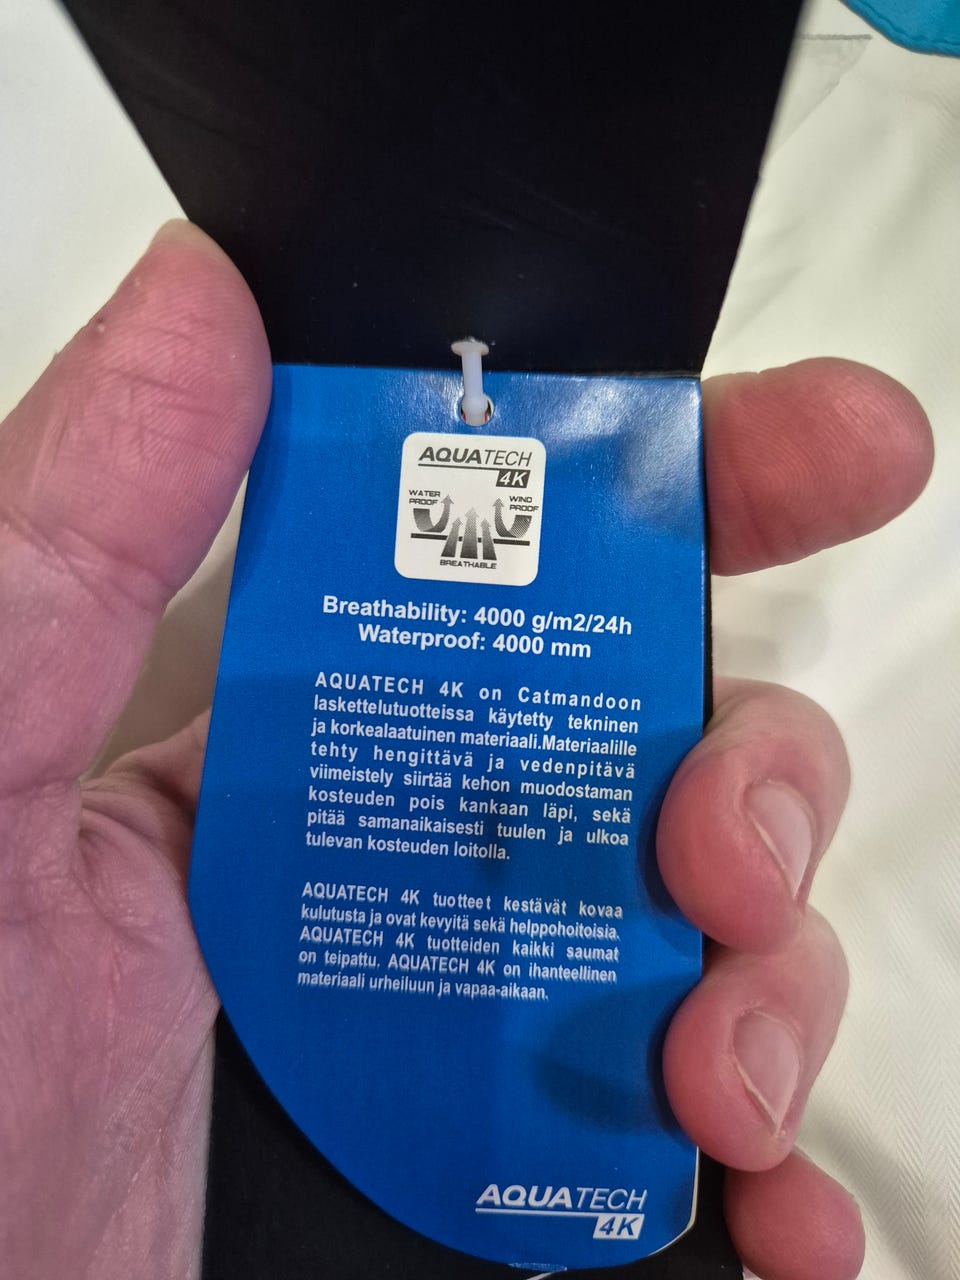 AQUATECH
4K
WATER
PROOF
WIND
PROOF
BREATHABLE
Breathability: 4000 g/m2/24h
Waterproof: 4000 mm
AQUATECH 4K on Catmandoon
laskettelutuotteissa käytetty tekninen
ja korkealaatuinen materiaali.Materiaalille
tehty hengittävä ja vedenpitävä
viimeistely siirtää kehon muodostaman
kosteuden pois kankaan läpi, sekä
pitää samanaikaisesti tuulen ja ulkoa
tulevan kosteuden loitolla.
AQUATECH 4K tuotteet kestävät kovaa
kulutusta ja ovat kevyitä sekä helppohoitoisia.
AQUATECH 4K tuotteiden kaikki saumat
on teipattu. AQUATECH 4K on ihanteellinen
materiaali urheiluun ja vapaa-aikaan.
AQUATECH
4K